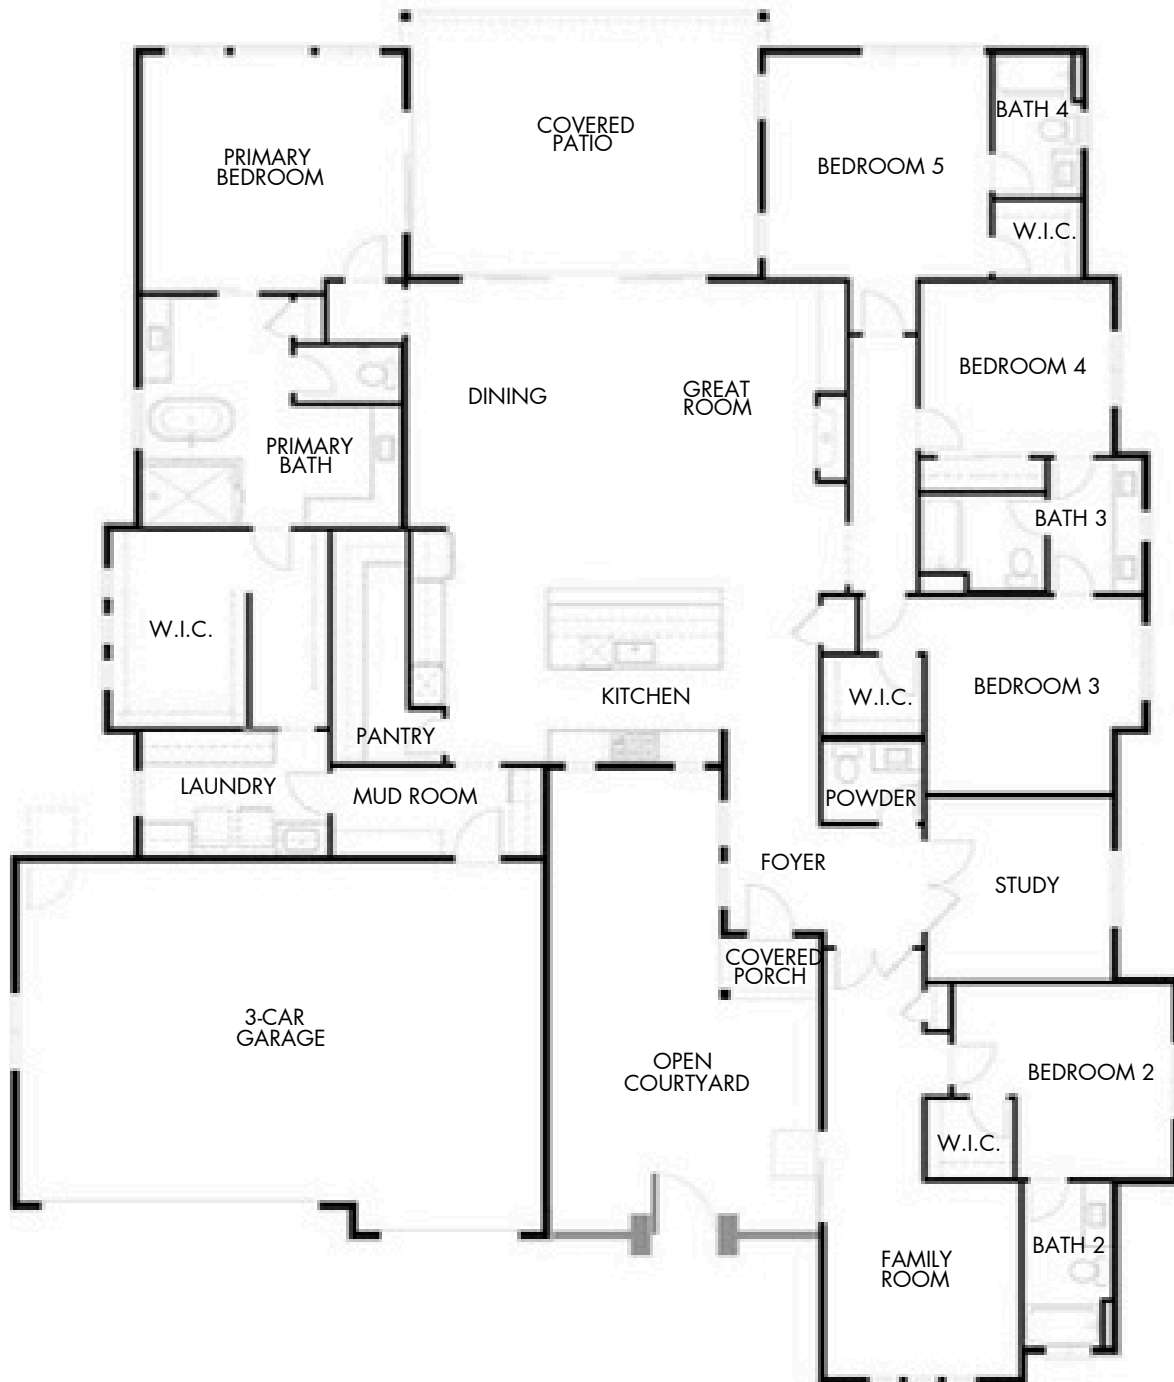 COVERED
PATIO
BATH 4
PRIMARY
BEDROOM
BEDROOM 5
W.I.C.
BEDROOM 4
DINING
GREAT
ROOM
PRIMARY
BATH
BATH 3
W.I.C.
KITCHEN
W.I.C.
BEDROOM 3
PANTRY
LAUNDRY
MUD ROOM
POWDER
FOYER
STUDY
COVERED
PORCH
3-CAR
GARAGE
OPEN
COURTYARD
BEDROOM 2
W.I.C.
BATH 2
FAMILY
ROOM